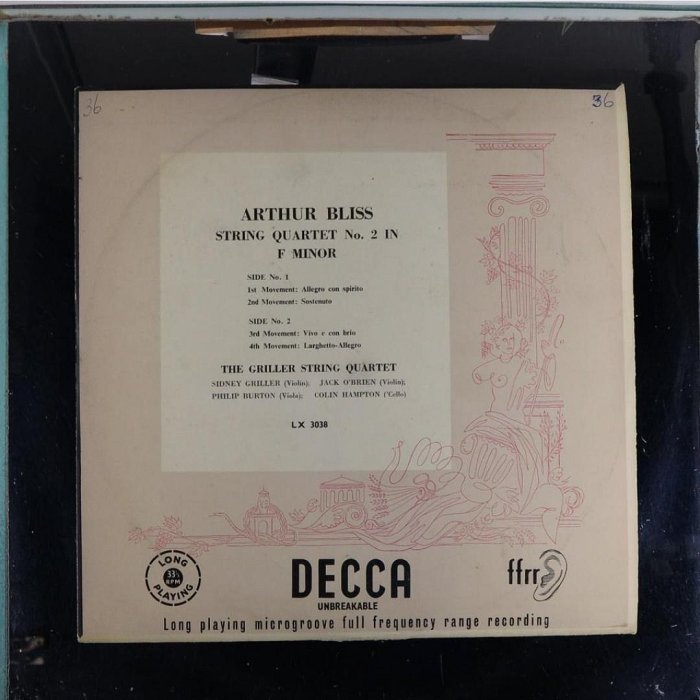 36
36
ARTHUR BLISS
STRING QUARTET No. 2 IN
F MINOR
SIDE No. 1
1st Movement: Allegro con spirito
2nd Movement: Sostenuto
SIDE No. 2
3rd Movement: Vivo e con brio
4th Movement: Larghetto-Allegro
THE GRILLER STRING QUARTET
SIDNEY GRILLER (Violin); JACK O'BRIEN (Violin);
PHILIP BURTON (Viola); COLIN HAMPTON ('Cello)
LX 3038
LONG
33⅓
RPM
PLAYING
DECCA
UNBREAKABLE
ffrr
Long playing microgroove full frequency range recording